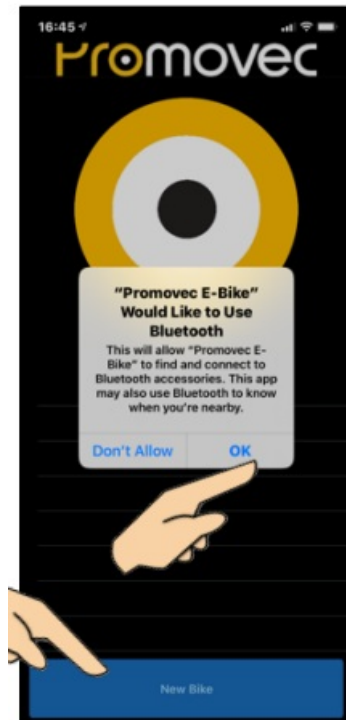 16:45
Promovec
"Promovec E-Bike"
Would Like to Use
Bluetooth
This will allow "Promovec E-
Bike" to find and connect to
Bluetooth accessories. This app
may also use Bluetooth to know
when you're nearby.
Don't Allow OK
New Bike